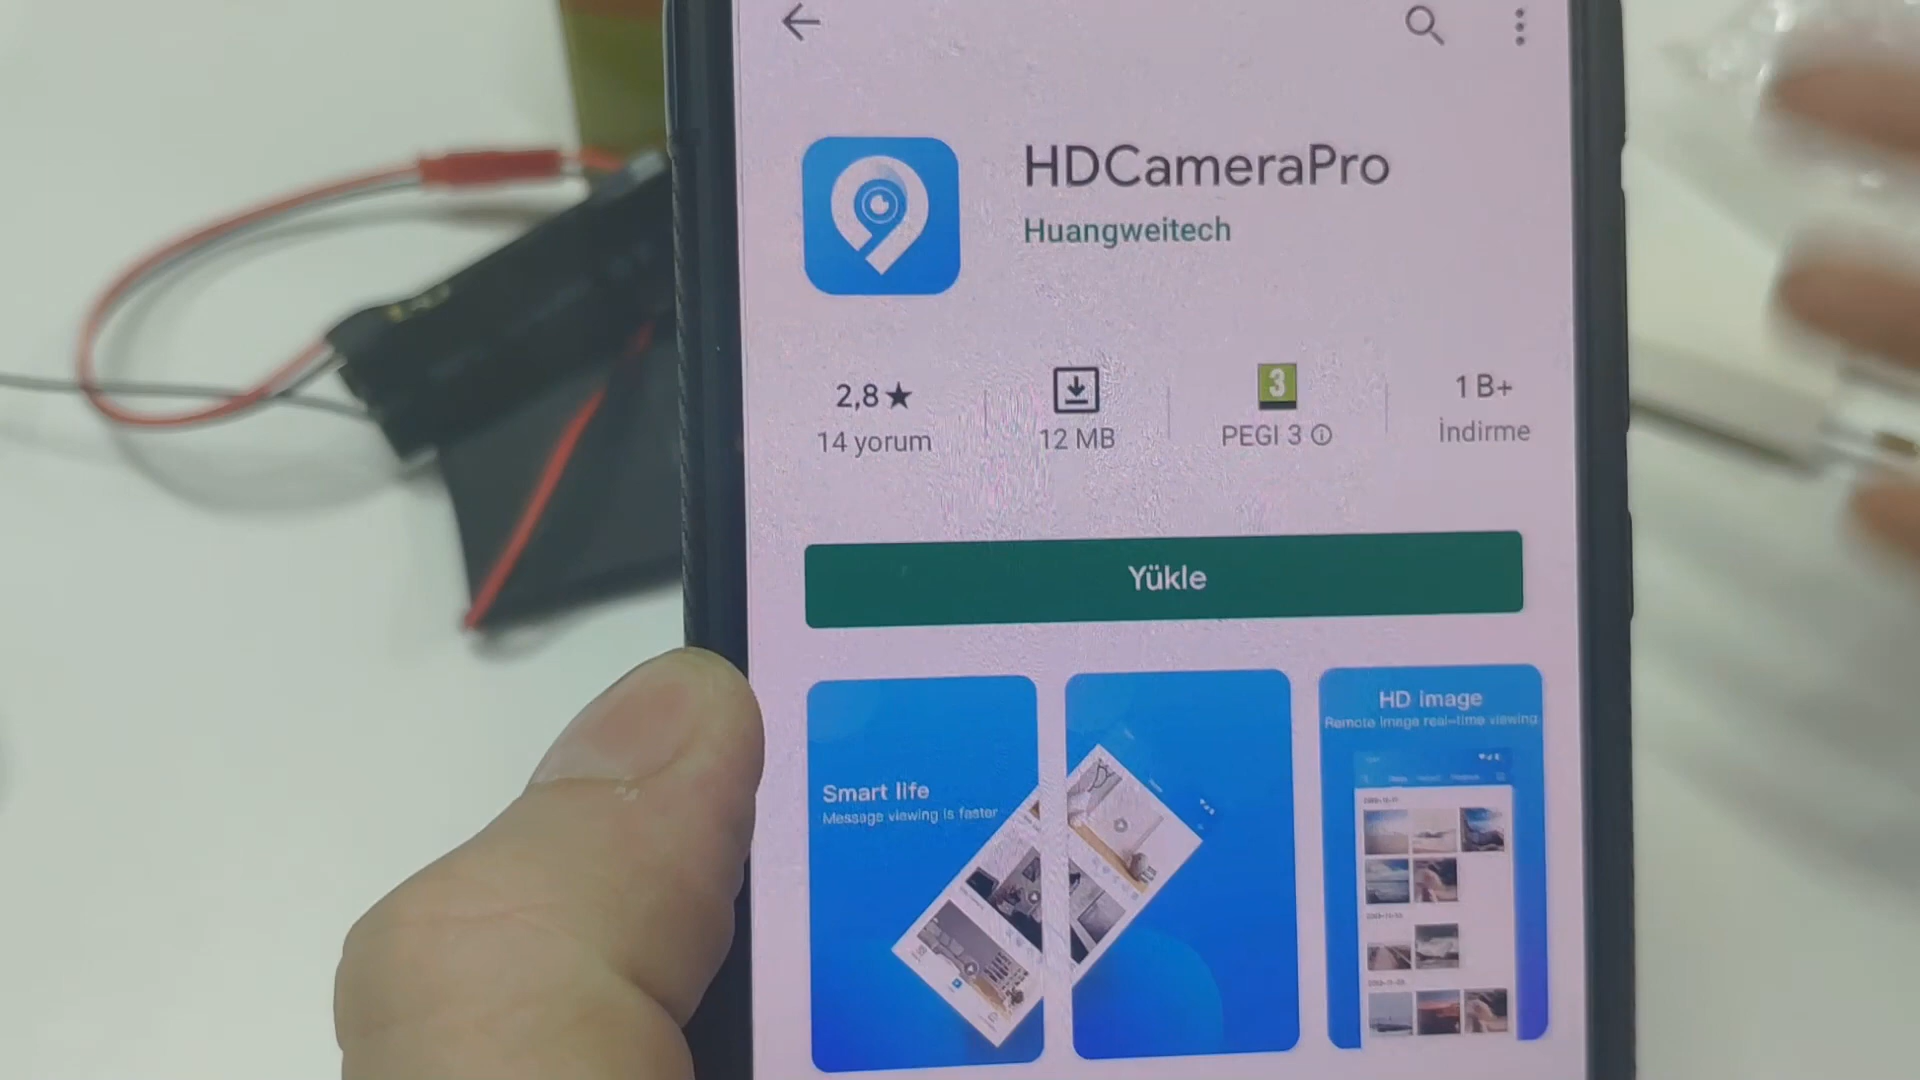 HDCameraPro
Huangweitech
2,8★
14 yorum
12 MB
3
PEGI 3
1 B+
İndirme
Yükle
Smart life
Message viewing is faster
HD image
Remote image real-time viewing